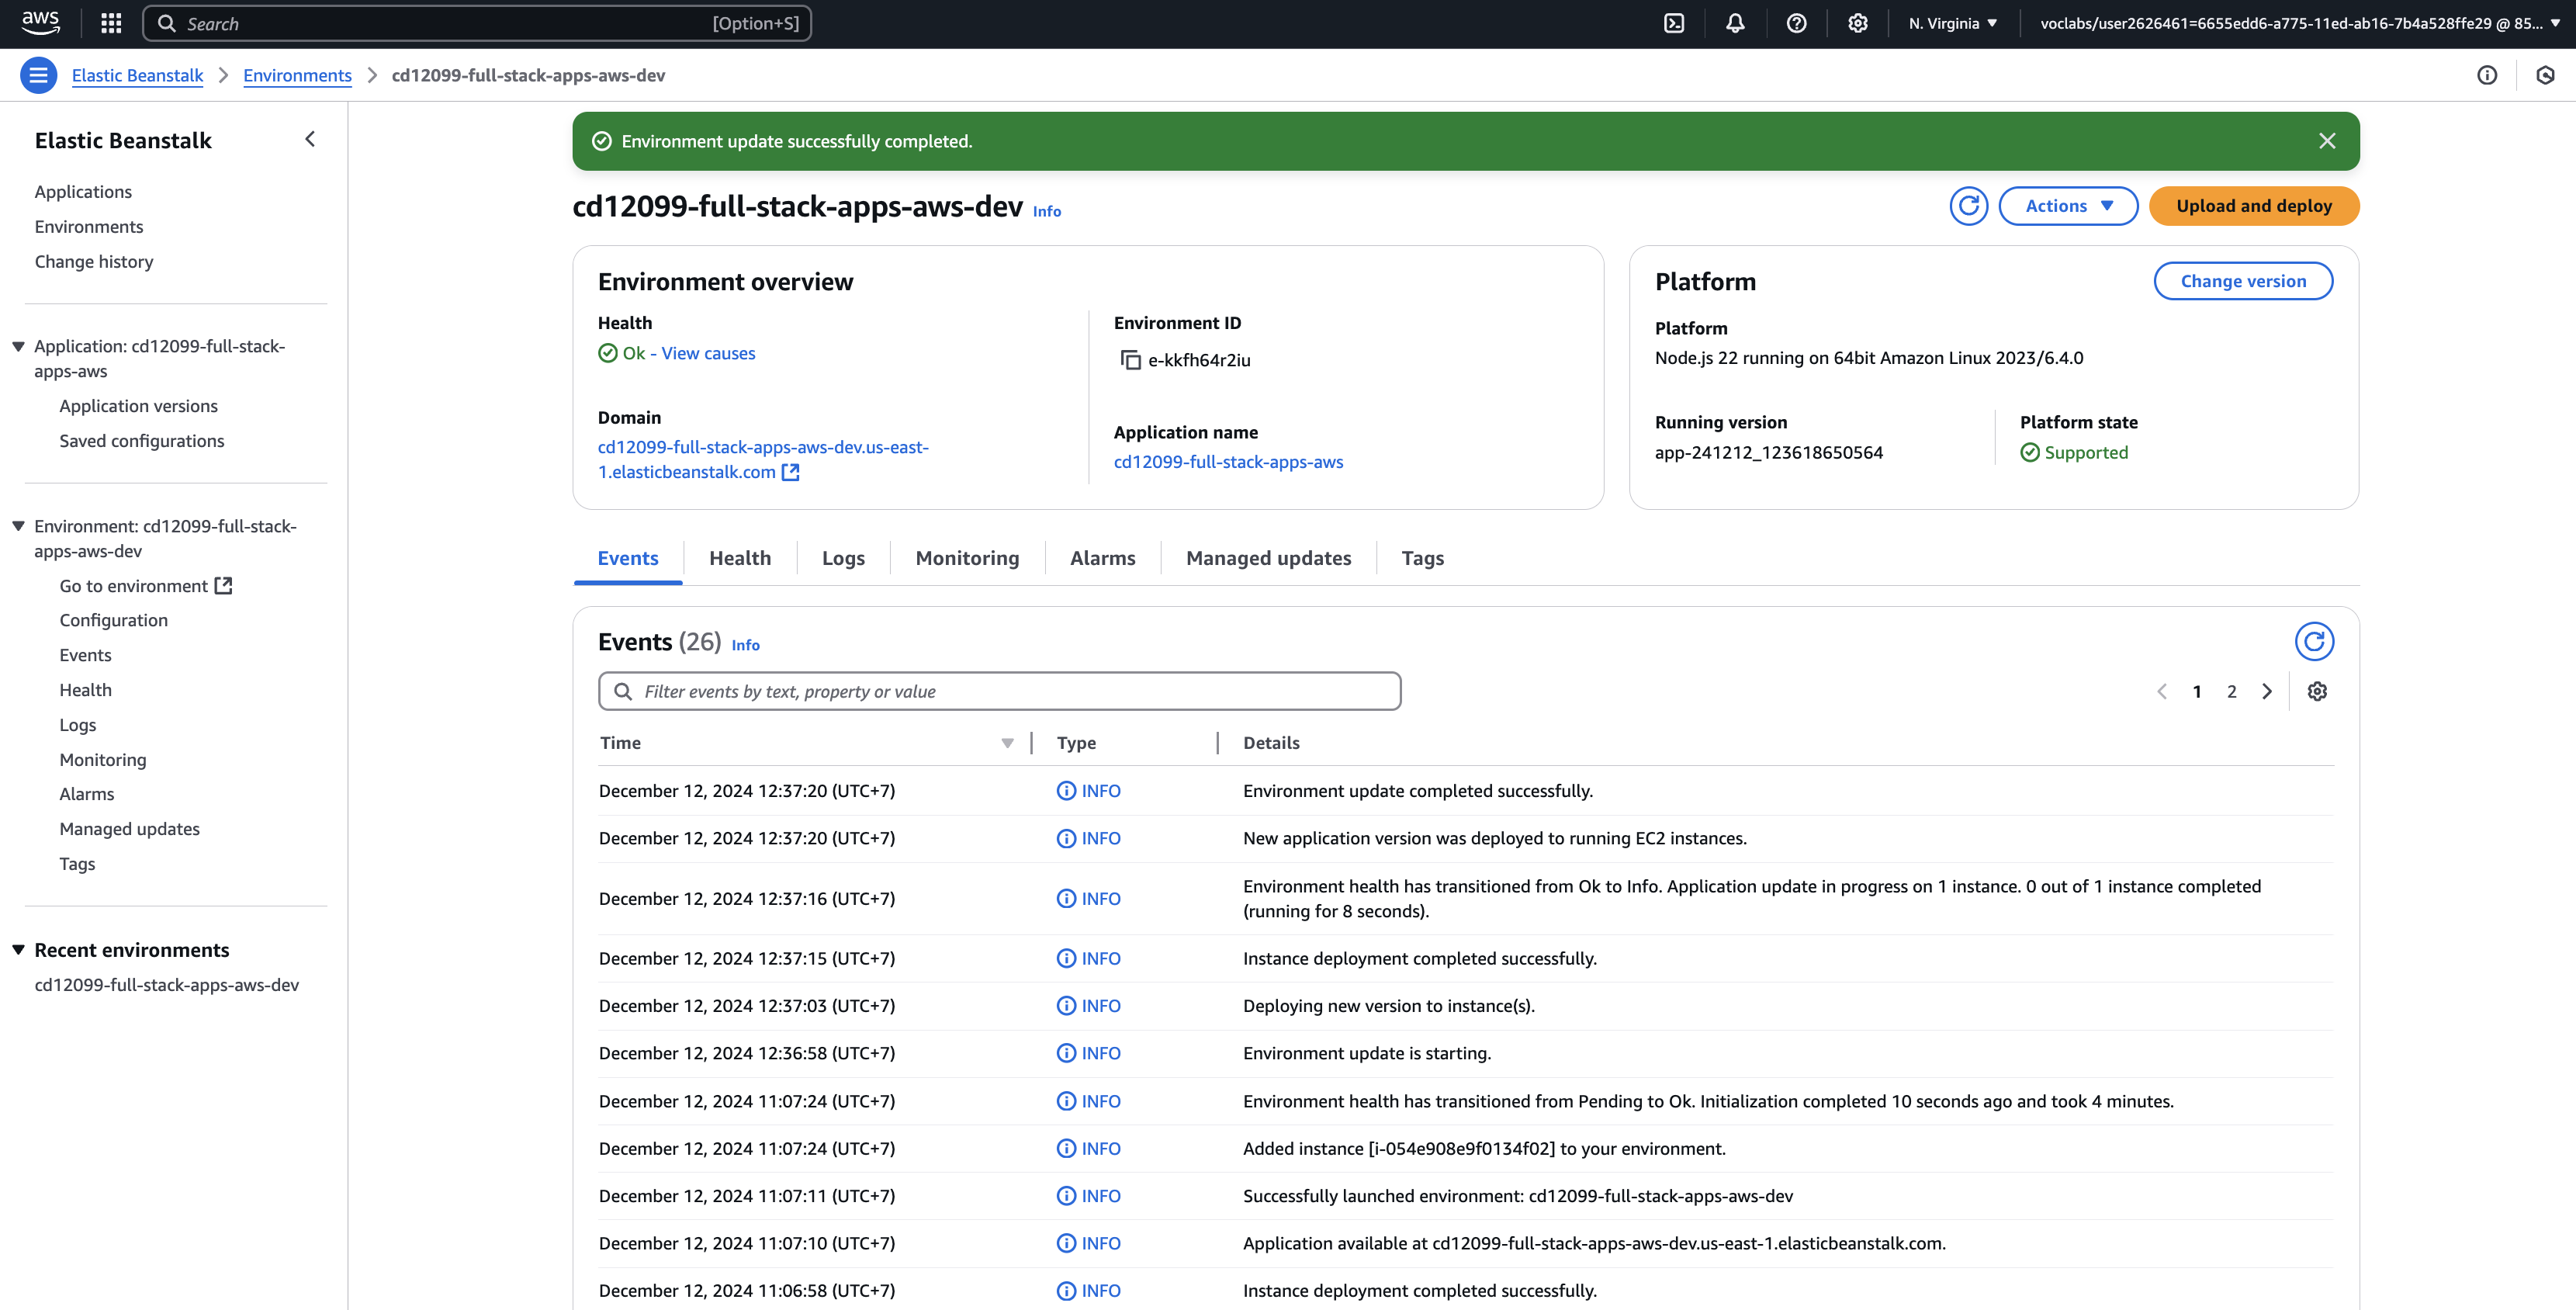 aws
Search
[Option+S]
N. Virginia
voclabs/user2626461=6655edd6-a775-11ed-ab16-7b4a528ffe29 @ 85...
Elastic Beanstalk
Environments
cd12099-full-stack-apps-aws-dev
Elastic Beanstalk
Applications
Environments
Change history
Application: cd12099-full-stack-
apps-aws
Application versions
Saved configurations
Environment: cd12099-full-stack-
apps-aws-dev
Go to environment
Configuration
Events
Health
Logs
Monitoring
Alarms
Managed updates
Tags
Recent environments
cd12099-full-stack-apps-aws-dev
Environment update successfully completed.
cd12099-full-stack-apps-aws-dev Info
Actions
Upload and deploy
Environment overview
Health
Ok - View causes
Domain
cd12099-full-stack-apps-aws-dev.us-east-
1.elasticbeanstalk.com
Environment ID
e-kkfh64r2iu
Application name
cd12099-full-stack-apps-aws
Platform
Change version
Platform
Node.js 22 running on 64bit Amazon Linux 2023/6.4.0
Running version
app-241212_123618650564
Platform state
Supported
Events
Health
Logs
Monitoring
Alarms
Managed updates
Tags
Events (26) Info
Filter events by text, property or value
1 2
Time Type Details
December 12, 2024 12:37:20 (UTC+7) INFO Environment update completed successfully.
December 12, 2024 12:37:20 (UTC+7) INFO New application version was deployed to running EC2 instances.
December 12, 2024 12:37:16 (UTC+7) INFO Environment health has transitioned from Ok to Info. Application update in progress on 1 instance. 0 out of 1 instance completed
(running for 8 seconds).
December 12, 2024 12:37:15 (UTC+7) INFO Instance deployment completed successfully.
December 12, 2024 12:37:03 (UTC+7) INFO Deploying new version to instance(s).
December 12, 2024 12:36:58 (UTC+7) INFO Environment update is starting.
December 12, 2024 11:07:24 (UTC+7) INFO Environment health has transitioned from Pending to Ok. Initialization completed 10 seconds ago and took 4 minutes.
December 12, 2024 11:07:24 (UTC+7) INFO Added instance [i-054e908e9f0134f02] to your environment.
December 12, 2024 11:07:11 (UTC+7) INFO Successfully launched environment: cd12099-full-stack-apps-aws-dev
December 12, 2024 11:07:10 (UTC+7) INFO Application available at cd12099-full-stack-apps-aws-dev.us-east-1.elasticbeanstalk.com.
December 12, 2024 11:06:58 (UTC+7) INFO Instance deployment completed successfully.